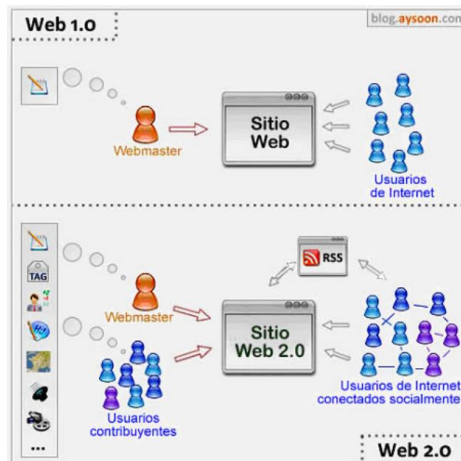 Web 1.0
blog.aysoon.com
Sitio
Web
Webmaster
Usuarios
de Internet
RSS
TAG
Webmaster
Sitio
Web 2.0
Usuarios
contribuyentes
Usuarios de Internet
conectados socialmente
...
Web 2.0